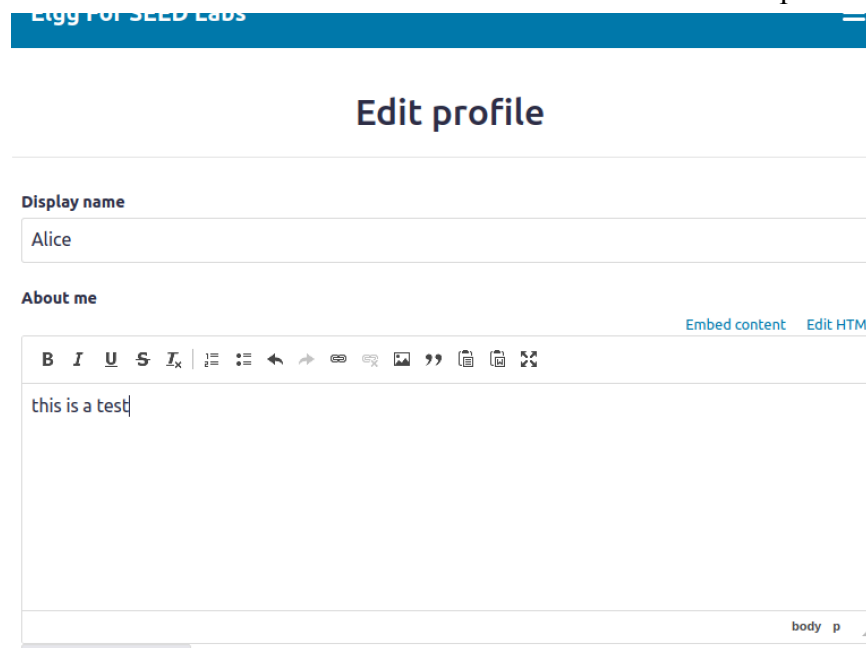 Elgg For SEED Labs
Edit profile
Display name
Alice
About me
Embed content Edit HTM
B I U S Ix
this is a test
body p